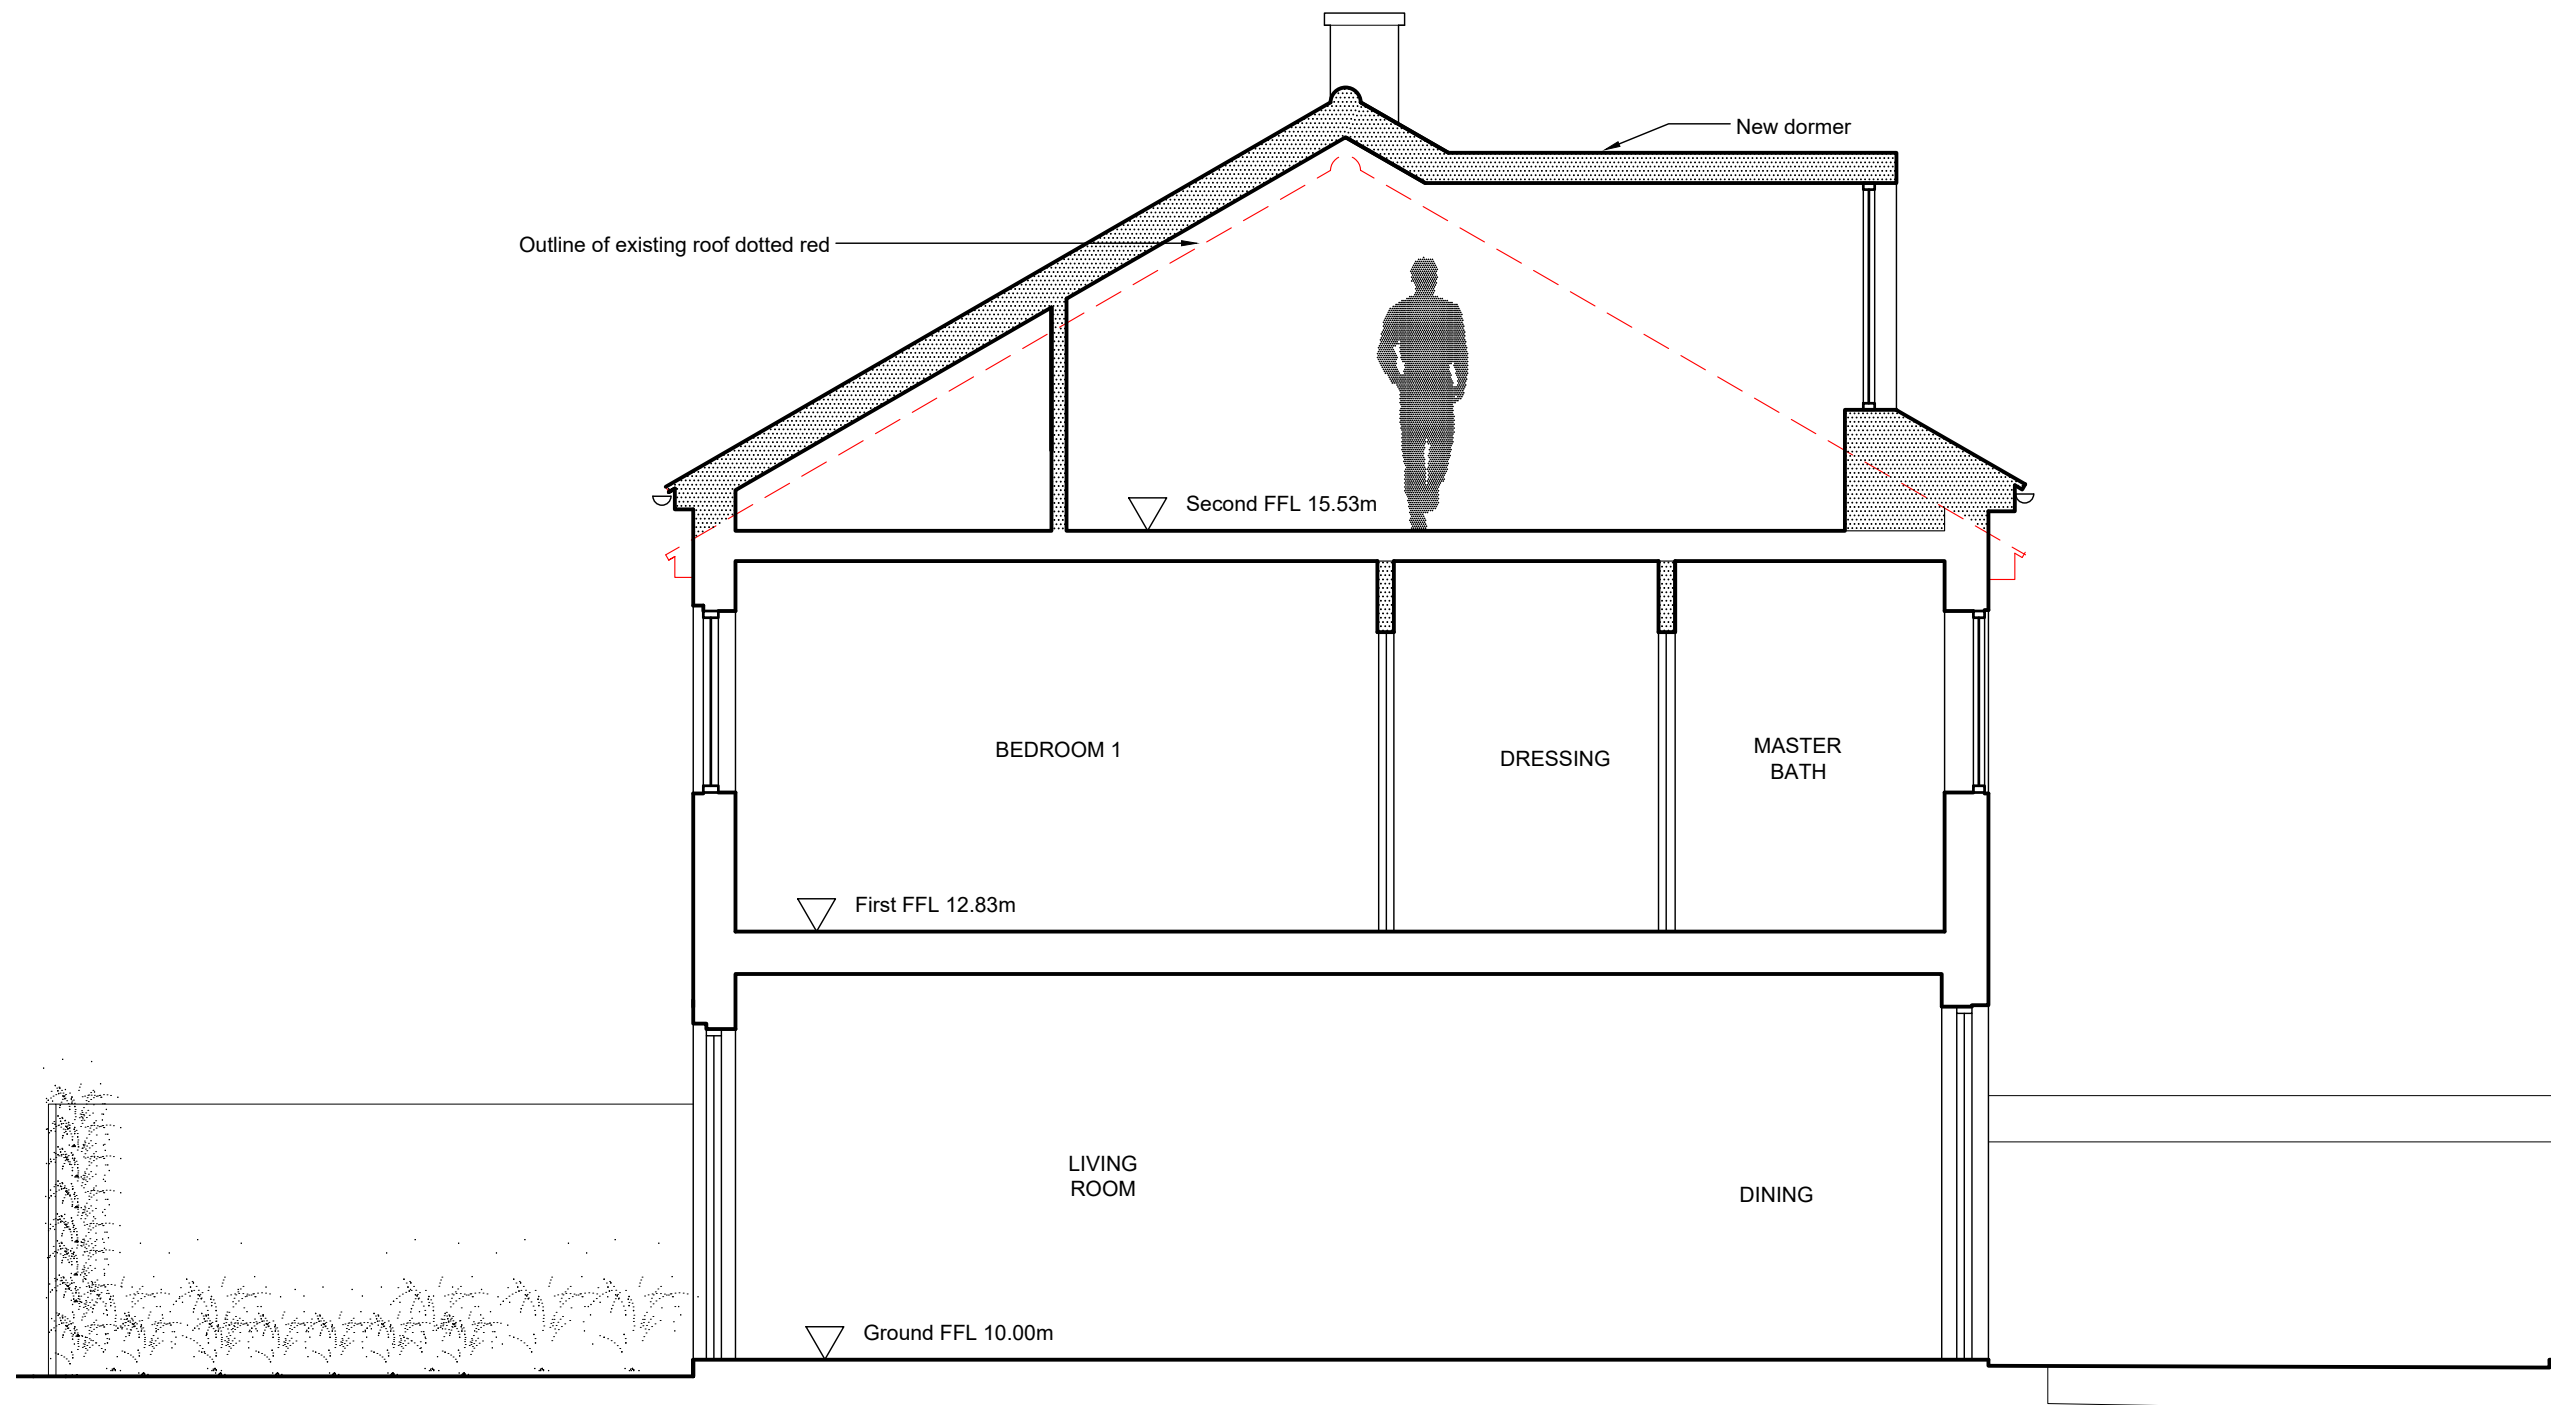 New dormer
Outline of existing roof dotted red
Second FFL 15.53m
BEDROOM 1
DRESSING
MASTER
BATH
First FFL 12.83m
LIVING
ROOM
DINING
Ground FFL 10.00m